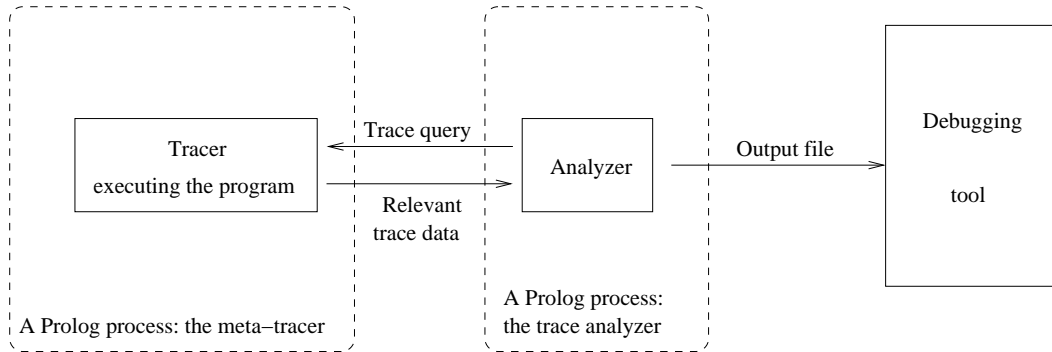 Tracer
executing the program
A Prolog process: the meta−tracer
Trace query
Relevant
trace data
Analyzer
A Prolog process:
the trace analyzer
Output file
Debugging
tool